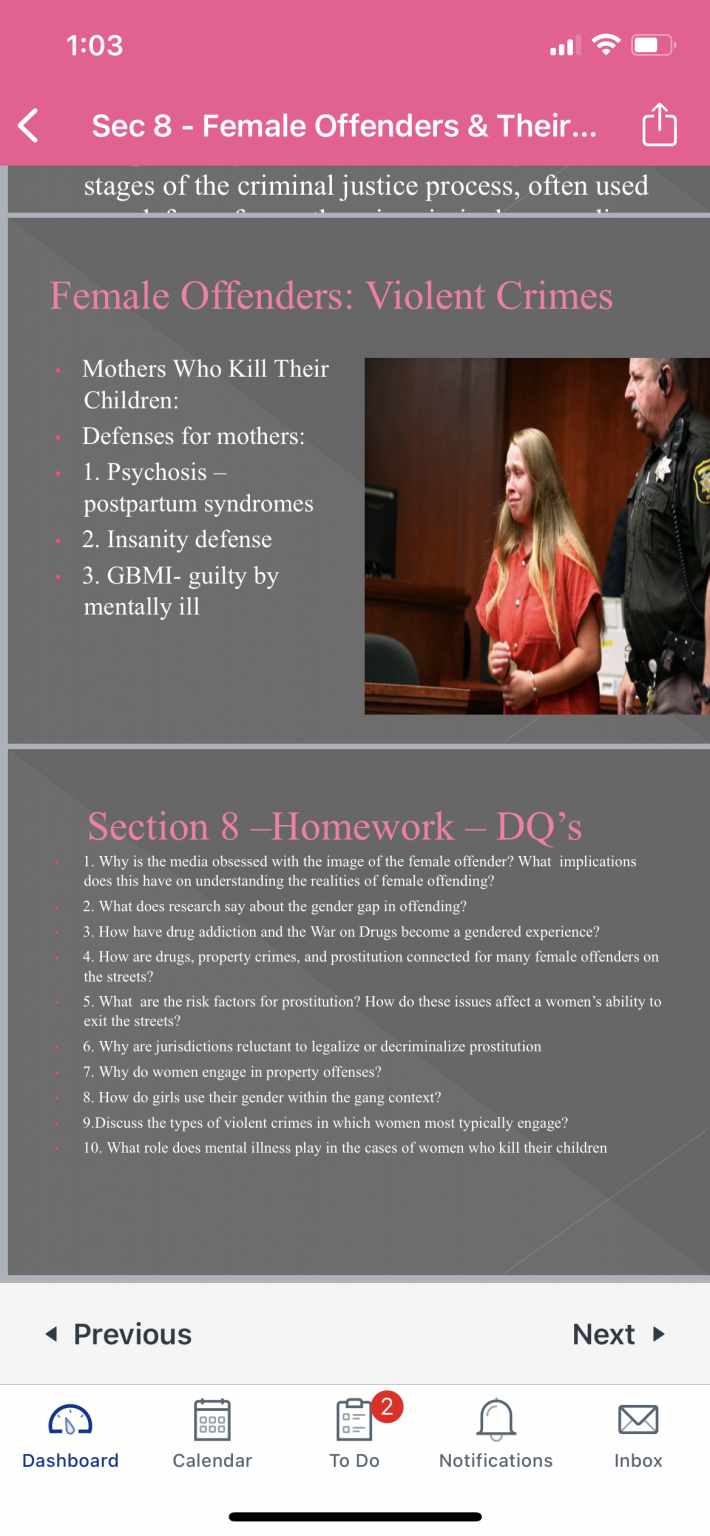 1:03
Sec 8 - Female Offenders & Their...
stages of the criminal justice process, often used
Female Offenders: Violent Crimes
• Mothers Who Kill Their
Children:
• Defenses for mothers:
• 1. Psychosis –
postpartum syndromes
• 2. Insanity defense
• 3. GBMI- guilty by
mentally ill
Section 8 –Homework – DQ’s
• 1. Why is the media obsessed with the image of the female offender? What  implications
does this have on understanding the realities of female offending?
• 2. What does research say about the gender gap in offending?
• 3. How have drug addiction and the War on Drugs become a gendered experience?
• 4. How are drugs, property crimes, and prostitution connected for many female offenders on
the streets?
• 5. What  are the risk factors for prostitution? How do these issues affect a women’s ability to
exit the streets?
• 6. Why are jurisdictions reluctant to legalize or decriminalize prostitution
• 7. Why do women engage in property offenses?
• 8. How do girls use their gender within the gang context?
• 9.Discuss the types of violent crimes in which women most typically engage?
• 10. What role does mental illness play in the cases of women who kill their children
Previous
Next
2
Dashboard
Calendar
To Do
Notifications
Inbox